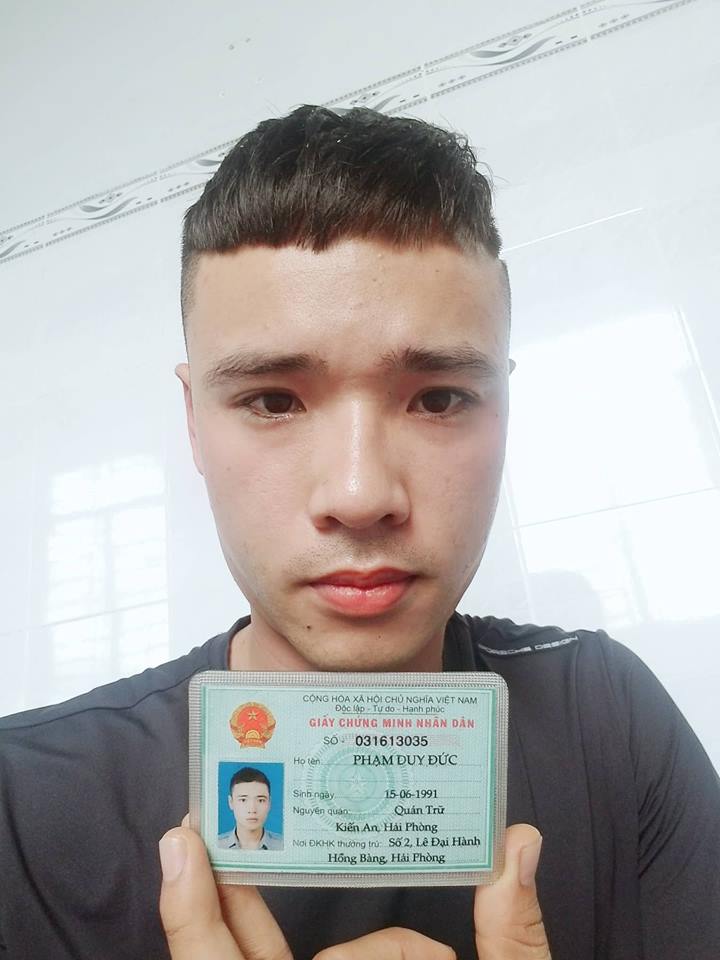 PORSCHE DESIGN
CỘNG HÒA XÃ HỘI CHỦ NGHĨA VIỆT NAM
Độc lập - Tự do - Hạnh phúc
GIẤY CHỨNG MINH NHÂN DÂN
SỐ 031613035
Họ tên PHẠM DUY ĐỨC
Sinh ngày 15-06-1991
Nguyên quán: Quán Trữ
Kiến An, Hải Phòng
Nơi ĐKHK thường trú: Số 2, Lê Đại Hành
Hồng Bàng, Hải Phòng